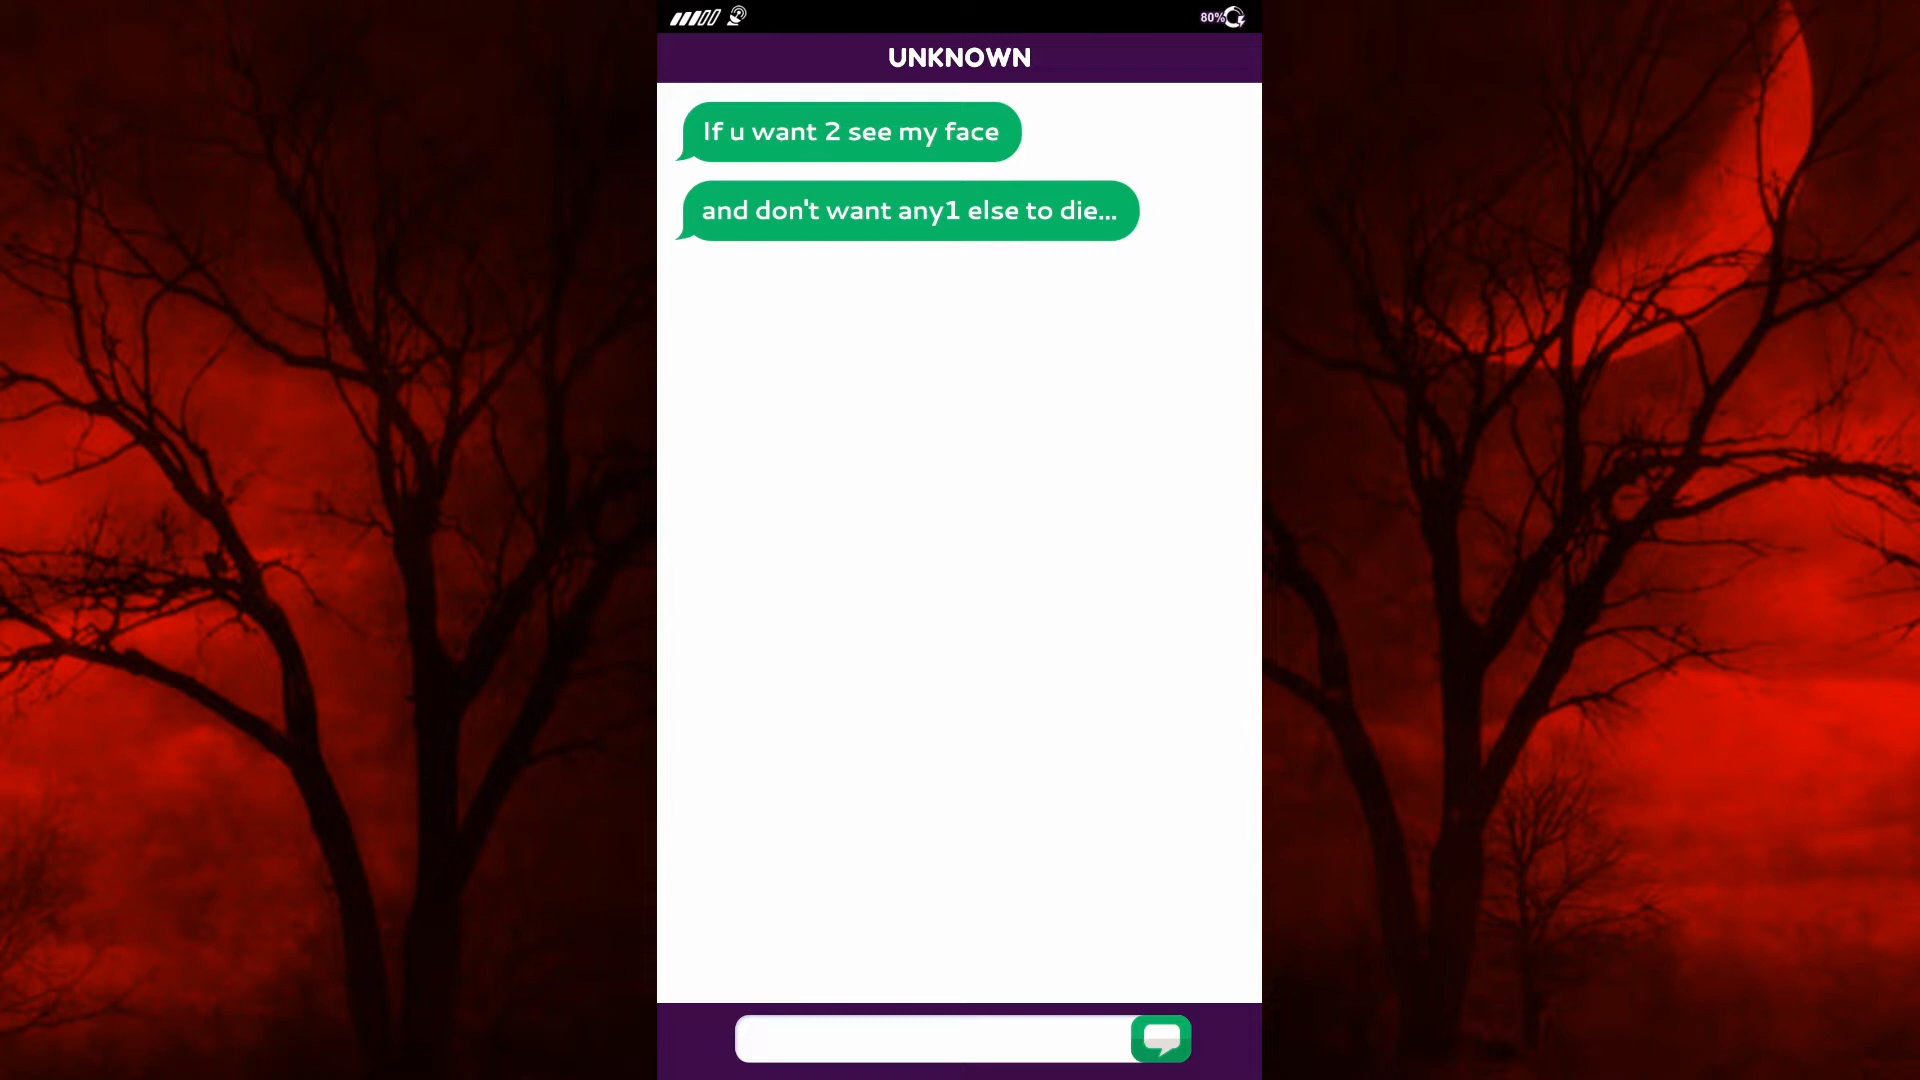 80%
UNKNOWN
If u want 2 see my face
and don't want any1 else to die...